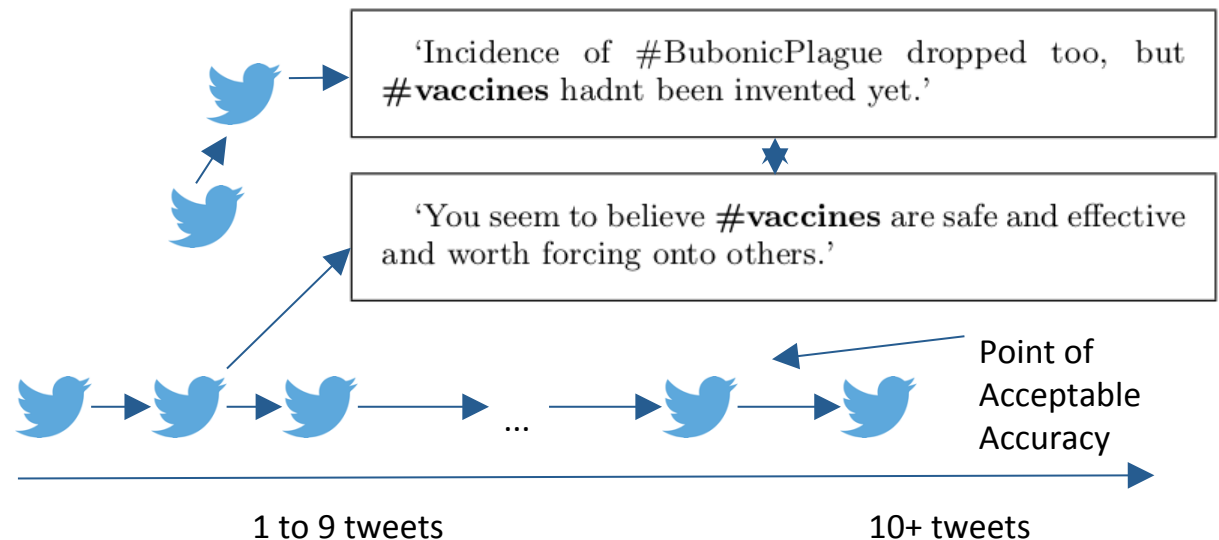 ‘Incidence of #BubonicPlague dropped too, but
#vaccines hadnt been invented yet.’
‘You seem to believe #vaccines are safe and effective
and worth forcing onto others.’
Point of
Acceptable
Accuracy
...
1 to 9 tweets
10+ tweets